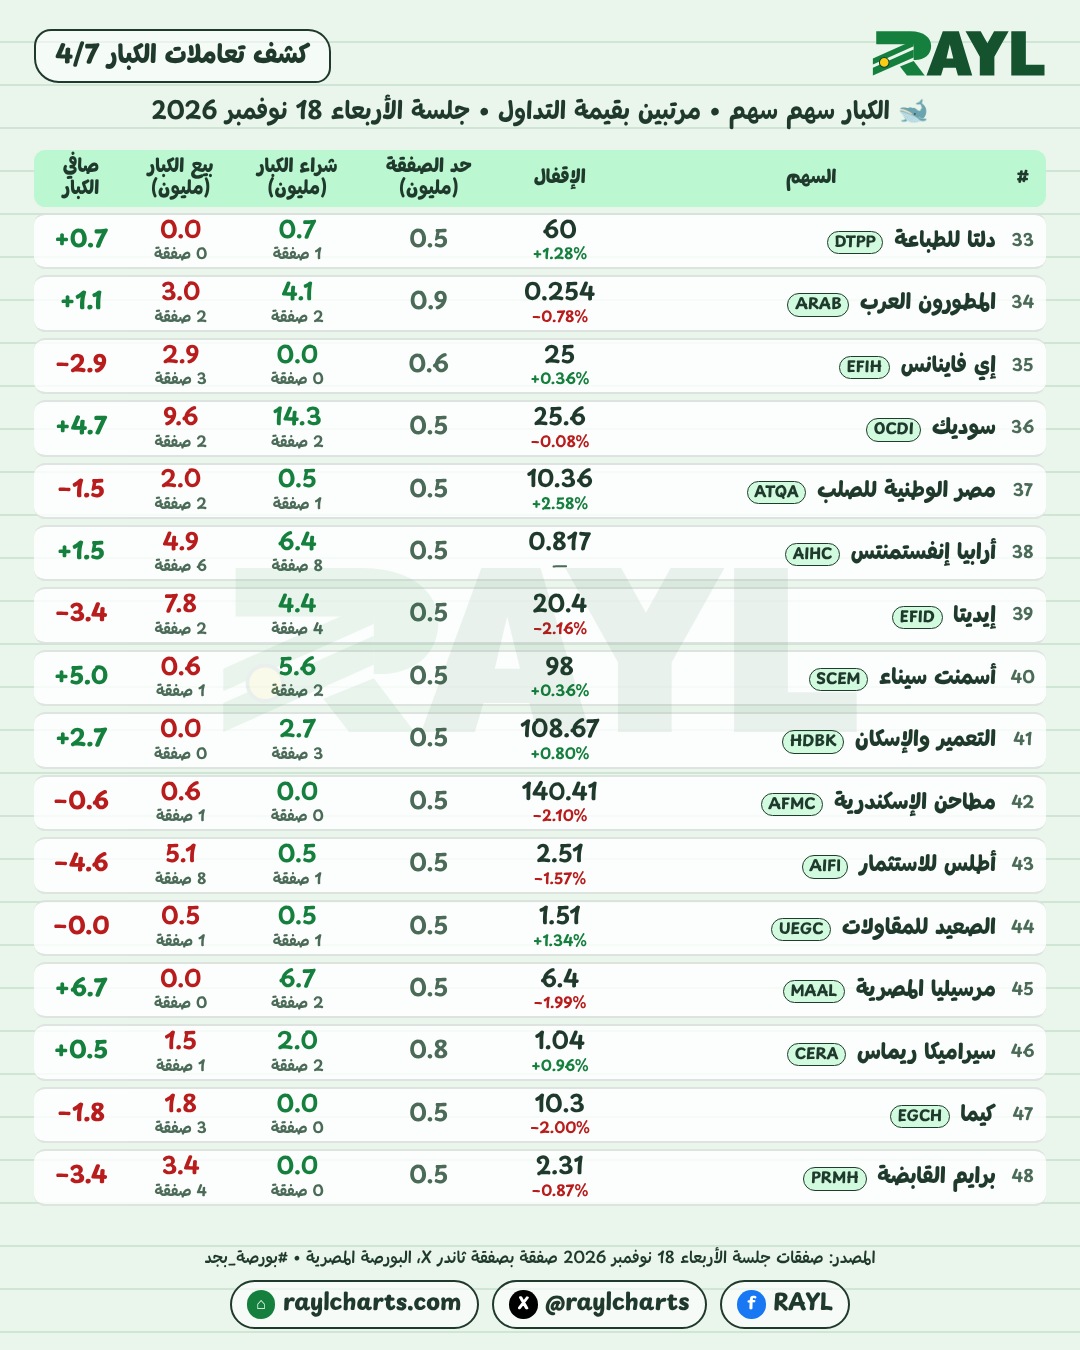 RAYL
كشف تعاملات الكبار 4/7
🐋 الكبار سهم سهم • مرتبين بقيمة التداول • جلسة الأربعاء 18 نوفمبر 2026
# السهم الإقفال حد الصفقة (مليون) شراء الكبار (مليون) بيع الكبار (مليون) صافي الكبار
33 دلتا للطباعة DTPP 60 0.5 0.7 0.0 +0.7
+1.28% 1 صفقة 0 صفقة
34 المطورون العرب ARAB 0.254 0.9 4.1 3.0 +1.1
−0.78% 2 صفقة 2 صفقة
35 إي فاينانس EFIH 25 0.6 0.0 2.9 −2.9
+0.36% 0 صفقة 3 صفقة
36 سوديك OCDI 25.6 0.5 14.3 9.6 +4.7
−0.08% 2 صفقة 2 صفقة
37 مصر الوطنية للصلب ATQA 10.36 0.5 0.5 2.0 −1.5
+2.58% 1 صفقة 2 صفقة
38 أرابيا إنفستمنتس AIHC 0.817 0.5 6.4 4.9 +1.5
— 8 صفقة 6 صفقة
39 إيديتا EFID 20.4 0.5 4.4 7.8 −3.4
−2.16% 4 صفقة 2 صفقة
40 أسمنت سيناء SCEM 98 0.5 5.6 0.6 +5.0
+0.36% 2 صفقة 1 صفقة
41 التعمير والإسكان HDBK 108.67 0.5 2.7 0.0 +2.7
+0.80% 3 صفقة 0 صفقة
42 مطاحن الإسكندرية AFMC 140.41 0.5 0.0 0.6 −0.6
−2.10% 0 صفقة 1 صفقة
43 أطلس للاستثمار AIFI 2.51 0.5 0.5 5.1 −4.6
−1.57% 1 صفقة 8 صفقة
44 الصعيد للمقاولات UEGC 1.51 0.5 0.5 0.5 −0.0
+1.34% 1 صفقة 1 صفقة
45 مرسيليا المصرية MAAL 6.4 0.5 6.7 0.0 +6.7
−1.99% 2 صفقة 0 صفقة
46 سيراميكا ريماس CERA 1.04 0.8 2.0 1.5 +0.5
+0.96% 2 صفقة 1 صفقة
47 كيما EGCH 10.3 0.5 0.0 1.8 −1.8
−2.00% 0 صفقة 3 صفقة
48 برايم القابضة PRMH 2.31 0.5 0.0 3.4 −3.4
−0.87% 0 صفقة 4 صفقة
RAYL
المصدر: صفقات جلسة الأربعاء 18 نوفمبر 2026 صفقة بصفقة ثاندر X، البورصة المصرية • #بورصة_بجد
raylcharts.com X @raylcharts f RAYL